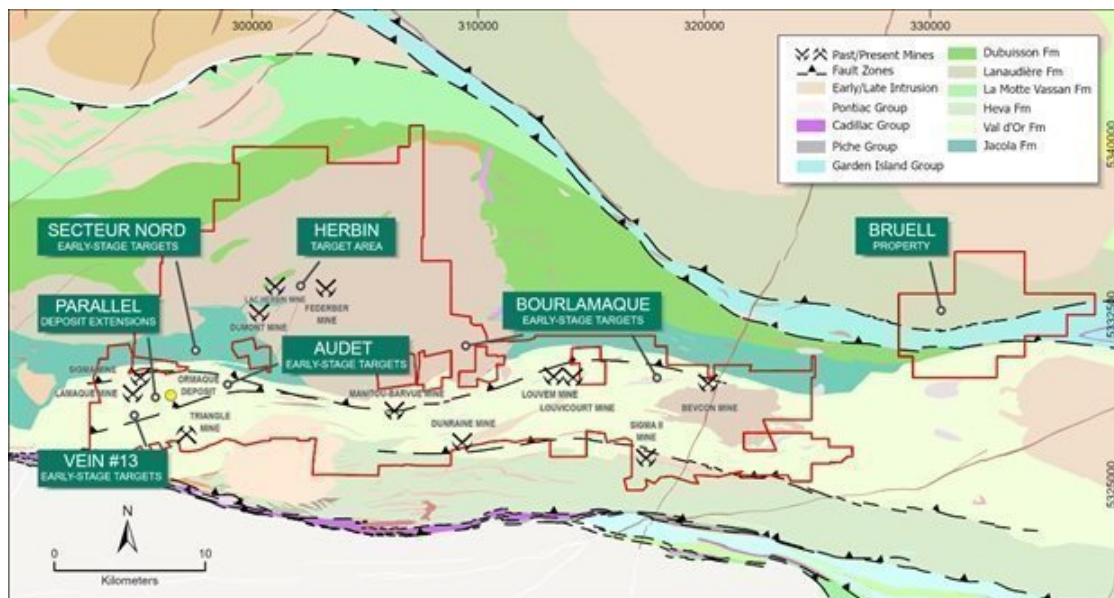 300000
310000
320000
330000
Past/Present Mines
Fault Zones
Early/Late Intrusion
Pontiac Group
Cadillac Group
Piche Group
Garden Island Group
Dubuisson Fm
Lanaudière Fm
La Motte Vassan Fm
Heva Fm
Val d'Or Fm
Jacola Fm
5340000
SECTEUR NORD
EARLY-STAGE TARGETS
HERBIN
TARGET AREA
BRUELL
PROPERTY
PARALLEL
DEPOSIT EXTENSIONS
LAC HERBIN MINE
FEDERBER
MINE
DUMONT MINE
BOURLAMAQUE
EARLY-STAGE TARGETS
AUDET
EARLY-STAGE TARGETS
SIGMA MINE
LAMAQUE MINE
ORMAQUE
DEPOSIT
MANITOU-BARVUE MINE
LOUVEM MINE
LOUVICOURT MINE
BEVCON MINE
TRIANGLE
MINE
DUNRAINE MINE
SIGMA II
MINE
VEIN #13
EARLY-STAGE TARGETS
N
0
10
Kilometers